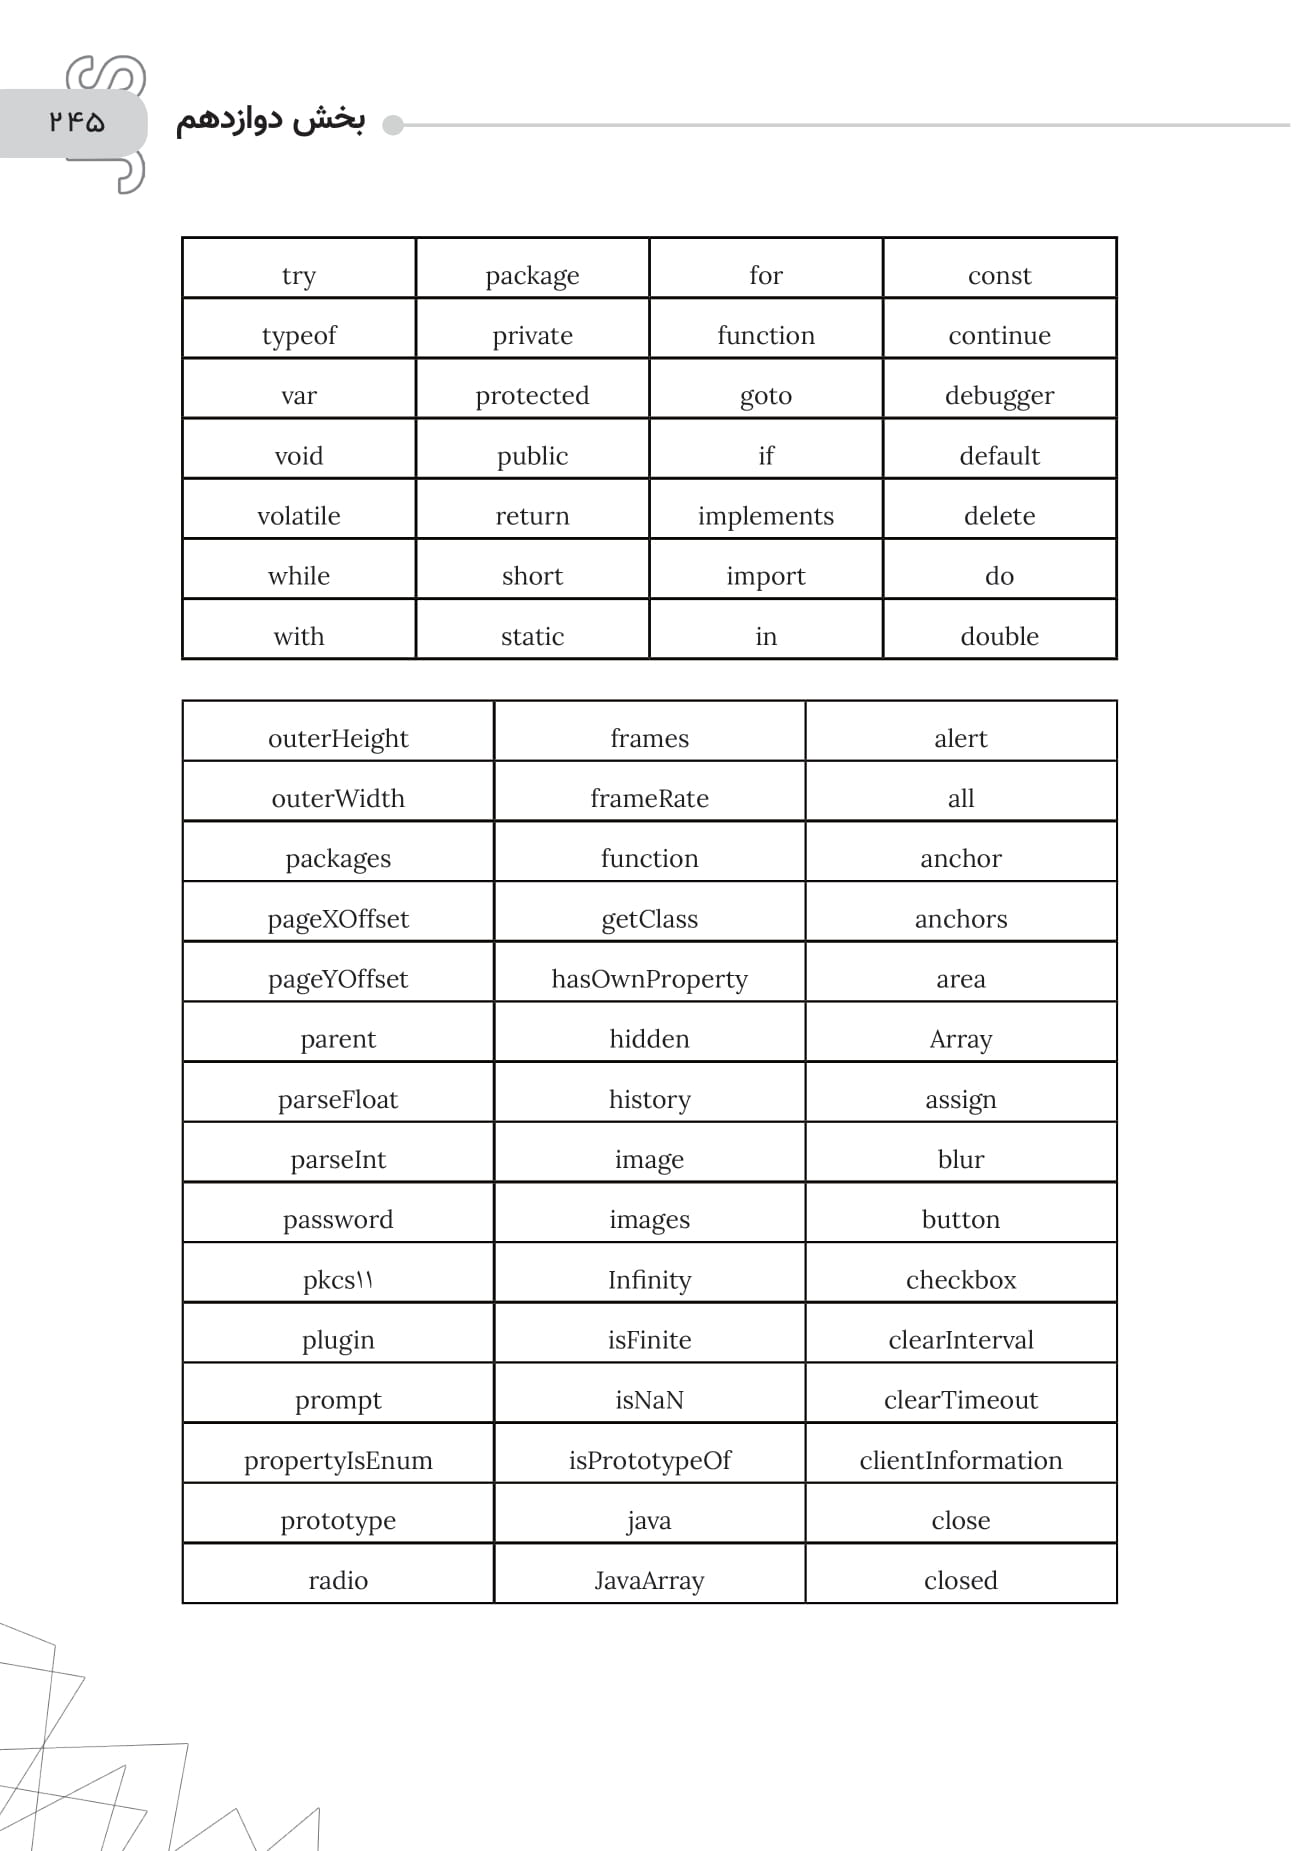 ۲۴۵
بخش دوازدهم
JS
try package for const
typeof private function continue
var protected goto debugger
void public if default
volatile return implements delete
while short import do
with static in double
outerHeight frames alert
outerWidth frameRate all
packages function anchor
pageXOffset getClass anchors
pageYOffset hasOwnProperty area
parent hidden Array
parseFloat history assign
parseInt image blur
password images button
pkcs۱۱ Infinity checkbox
plugin isFinite clearInterval
prompt isNaN clearTimeout
propertyIsEnum isPrototypeOf clientInformation
prototype java close
radio JavaArray closed